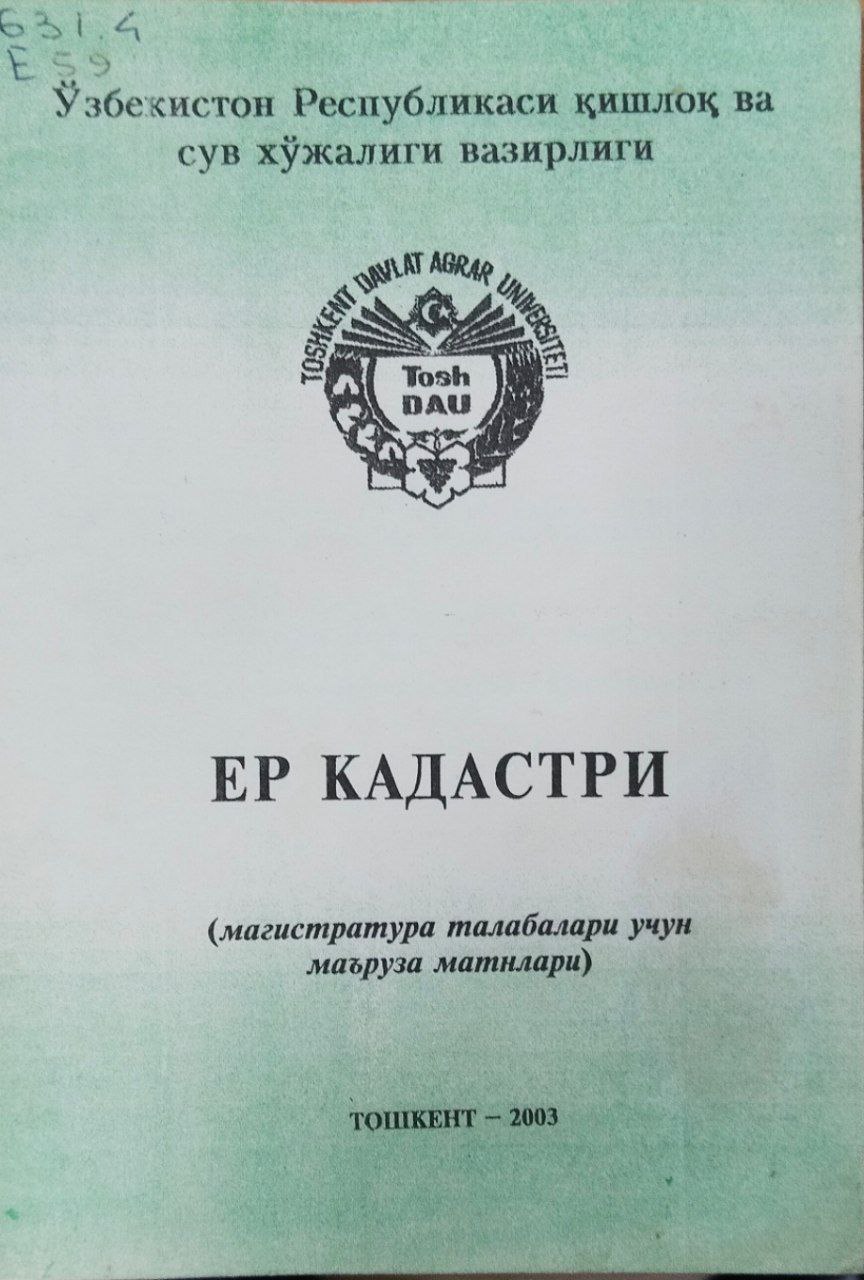 631.4
Е 59
Ўзбекистон Республикаси қишлоқ ва
сув хўжалиги вазирлиги
TOSHKENT DAVLAT AGRAR UNIVERSITETI
Tosh
DAU
ЕР КАДАСТРИ
(магистратура талабалари учун
маъруза матнлари)
ТОШКЕНТ – 2003